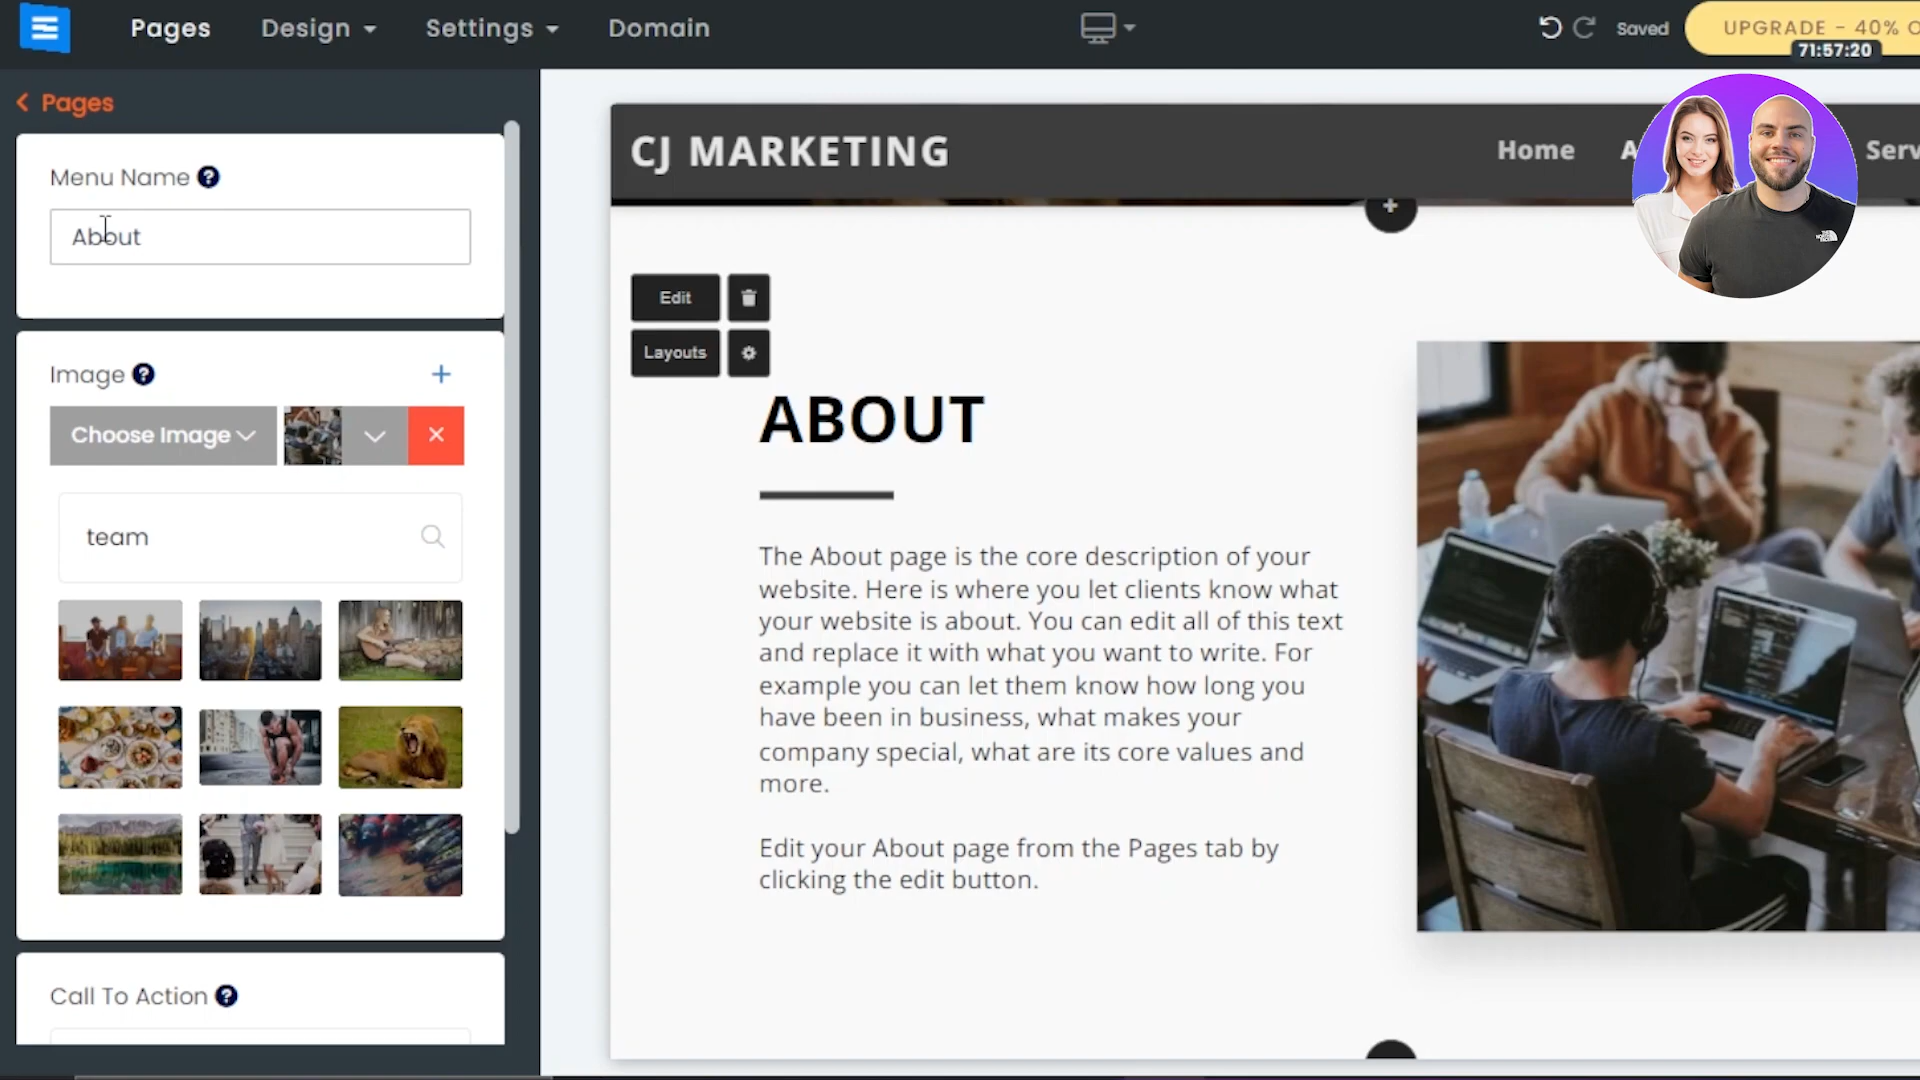 Pages
Design
Settings
Domain
Saved
UPGRADE - 40% O
71:57:20
Pages
Menu Name ?
About
Image ?
+
Choose Image
team
Call To Action ?
CJ MARKETING
Home
A
Serv
THE NORTH FACE
+
Edit
Layouts
ABOUT
The About page is the core description of your
website. Here is where you let clients know what
your website is about. You can edit all of this text
and replace it with what you want to write. For
example you can let them know how long you
have been in business, what makes your
company special, what are its core values and
more.
Edit your About page from the Pages tab by
clicking the edit button.